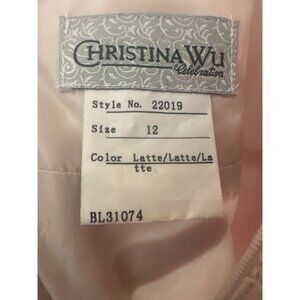 CHRISTINA WU
Celebration
Style No. 22019
Size 12
Color Latte/Latte/La
tte
BL31074